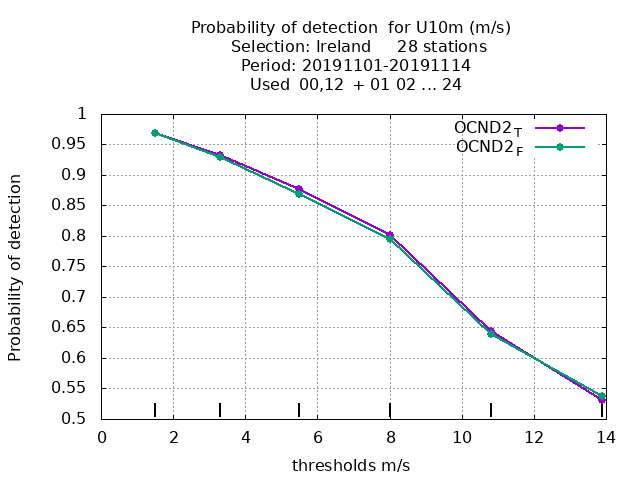 Probability of detection  for U10m (m/s)
Selection: Ireland     28 stations
Period: 20191101-20191114
Used  00,12  + 01 02 ... 24
OCND2T
OCND2F
Probability of detection
1
0.95
0.9
0.85
0.8
0.75
0.7
0.65
0.6
0.55
0.5
0 2 4 6 8 10 12 14
thresholds m/s